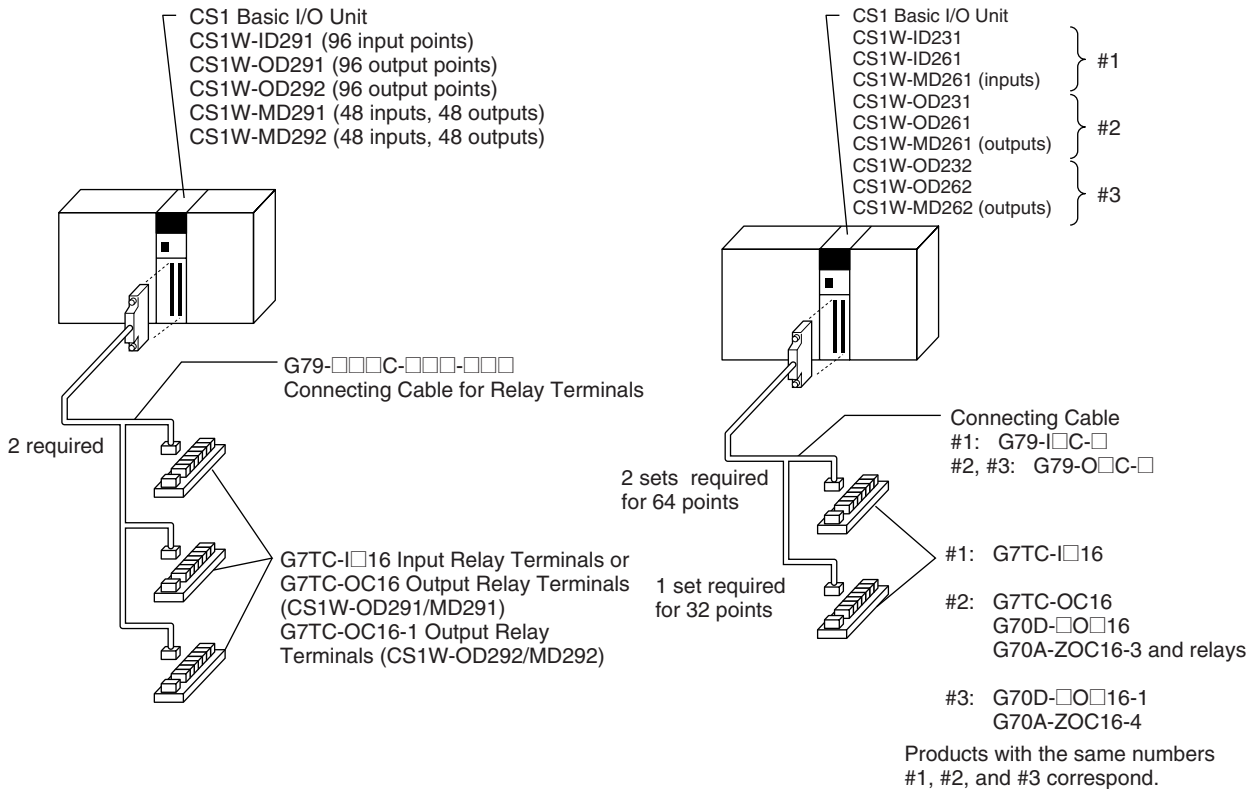 CS1 Basic I/O Unit
CS1W-ID291 (96 input points)
CS1W-OD291 (96 output points)
CS1W-OD292 (96 output points)
CS1W-MD291 (48 inputs, 48 outputs)
CS1W-MD292 (48 inputs, 48 outputs)
G79-□□□C-□□□-□□□
Connecting Cable for Relay Terminals
2 required
G7TC-I□16 Input Relay Terminals or
G7TC-OC16 Output Relay Terminals
(CS1W-OD291/MD291)
G7TC-OC16-1 Output Relay
Terminals (CS1W-OD292/MD292)
CS1 Basic I/O Unit
CS1W-ID231
CS1W-ID261
CS1W-MD261 (inputs)
#1
CS1W-OD231
CS1W-OD261
CS1W-MD261 (outputs)
#2
CS1W-OD232
CS1W-OD262
CS1W-MD262 (outputs)
#3
Connecting Cable
#1: G79-I□C-□
#2, #3: G79-O□C-□
2 sets required
for 64 points
1 set required
for 32 points
#1: G7TC-I□16
#2: G7TC-OC16
G70D-□O□16
G70A-ZOC16-3 and relays
#3: G70D-□O□16-1
G70A-ZOC16-4
Products with the same numbers
#1, #2, and #3 correspond.